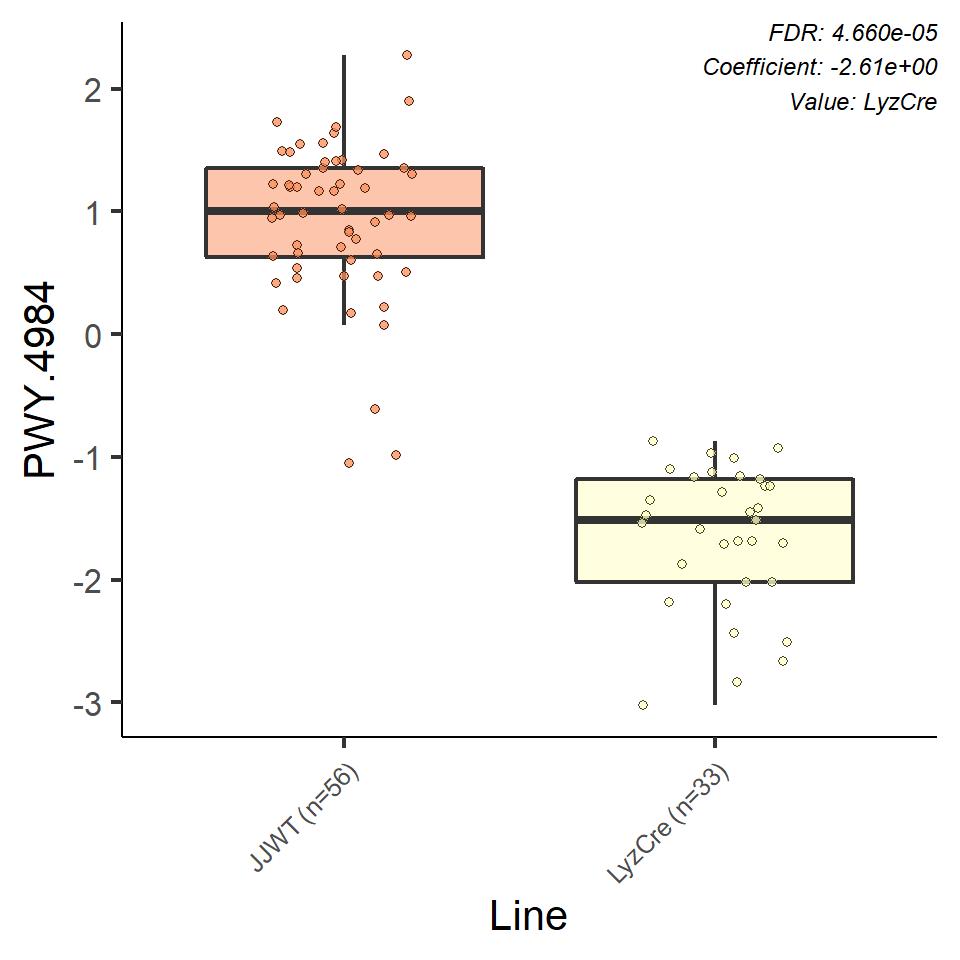 FDR: 4.660e-05
Coefficient: -2.61e+00
Value: LyzCre
PWY.4984
2
1
0
-1
-2
-3
JJWT (n=56)
LyzCre (n=33)
Line